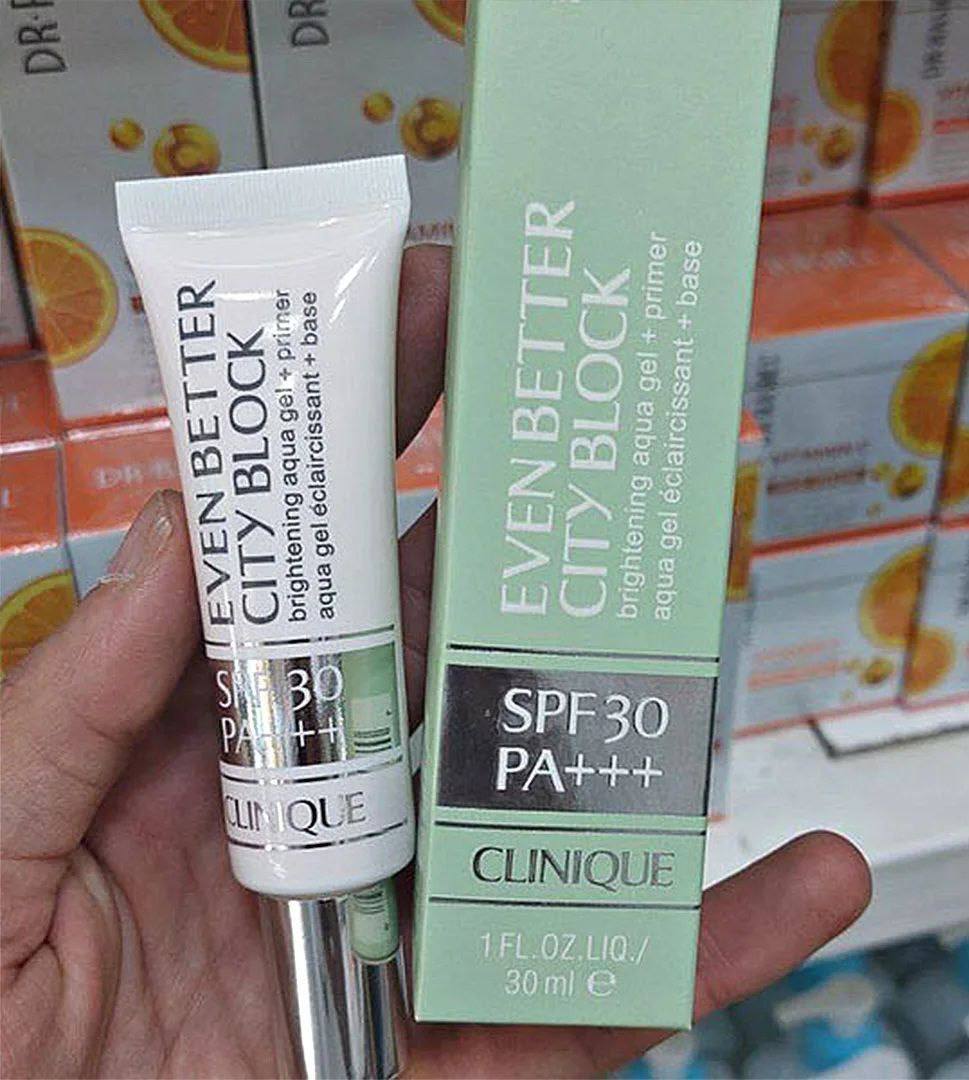 EVEN BETTER
CITY BLOCK
brightening aqua gel + primer
aqua gel éclaircissant + base
SPF 30
PA+++
CLINIQUE
EVEN BETTER
CITY BLOCK
brightening aqua gel + primer
aqua gel éclaircissant + base
SPF 30
PA+++
CLINIQUE
1 FL.OZ.LIQ./
30 ml e